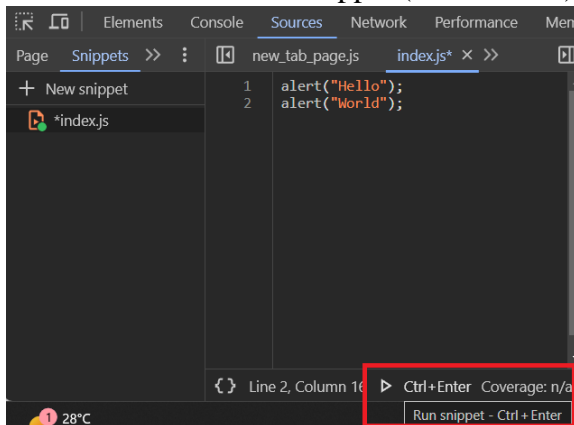 Elements Console Sources Network Performance
Page Snippets >> new_tab_page.js index.js* × >>
+ New snippet
*index.js
1 alert("Hello");
2 alert("World");
{} Line 2, Column 16 Ctrl+Enter Coverage: n/a
Run snippet - Ctrl + Enter
1 28°C